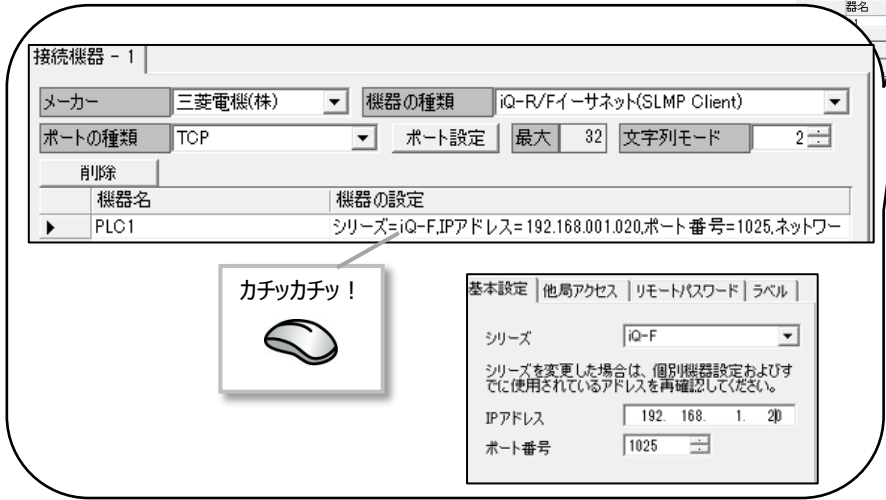 器名
接続機器 - 1
メーカー 三菱電機(株) 機器の種類 iQ-R/Fイーサネット(SLMP Client)
ポートの種類 TCP ポート設定 最大 32 文字列モード 2
削除
機器名 機器の設定
PLC1 シリーズ=iQ-F,IPアドレス=192.168.001.020,ポート番号=1025,ネットワー
カチッカチッ！
基本設定 他局アクセス リモートパスワード ラベル
シリーズ iQ-F
シリーズを変更した場合は、個別機器設定およびす
でに使用されているアドレスを再確認してください。
IPアドレス 192. 168. 1. 20
ポート番号 1025